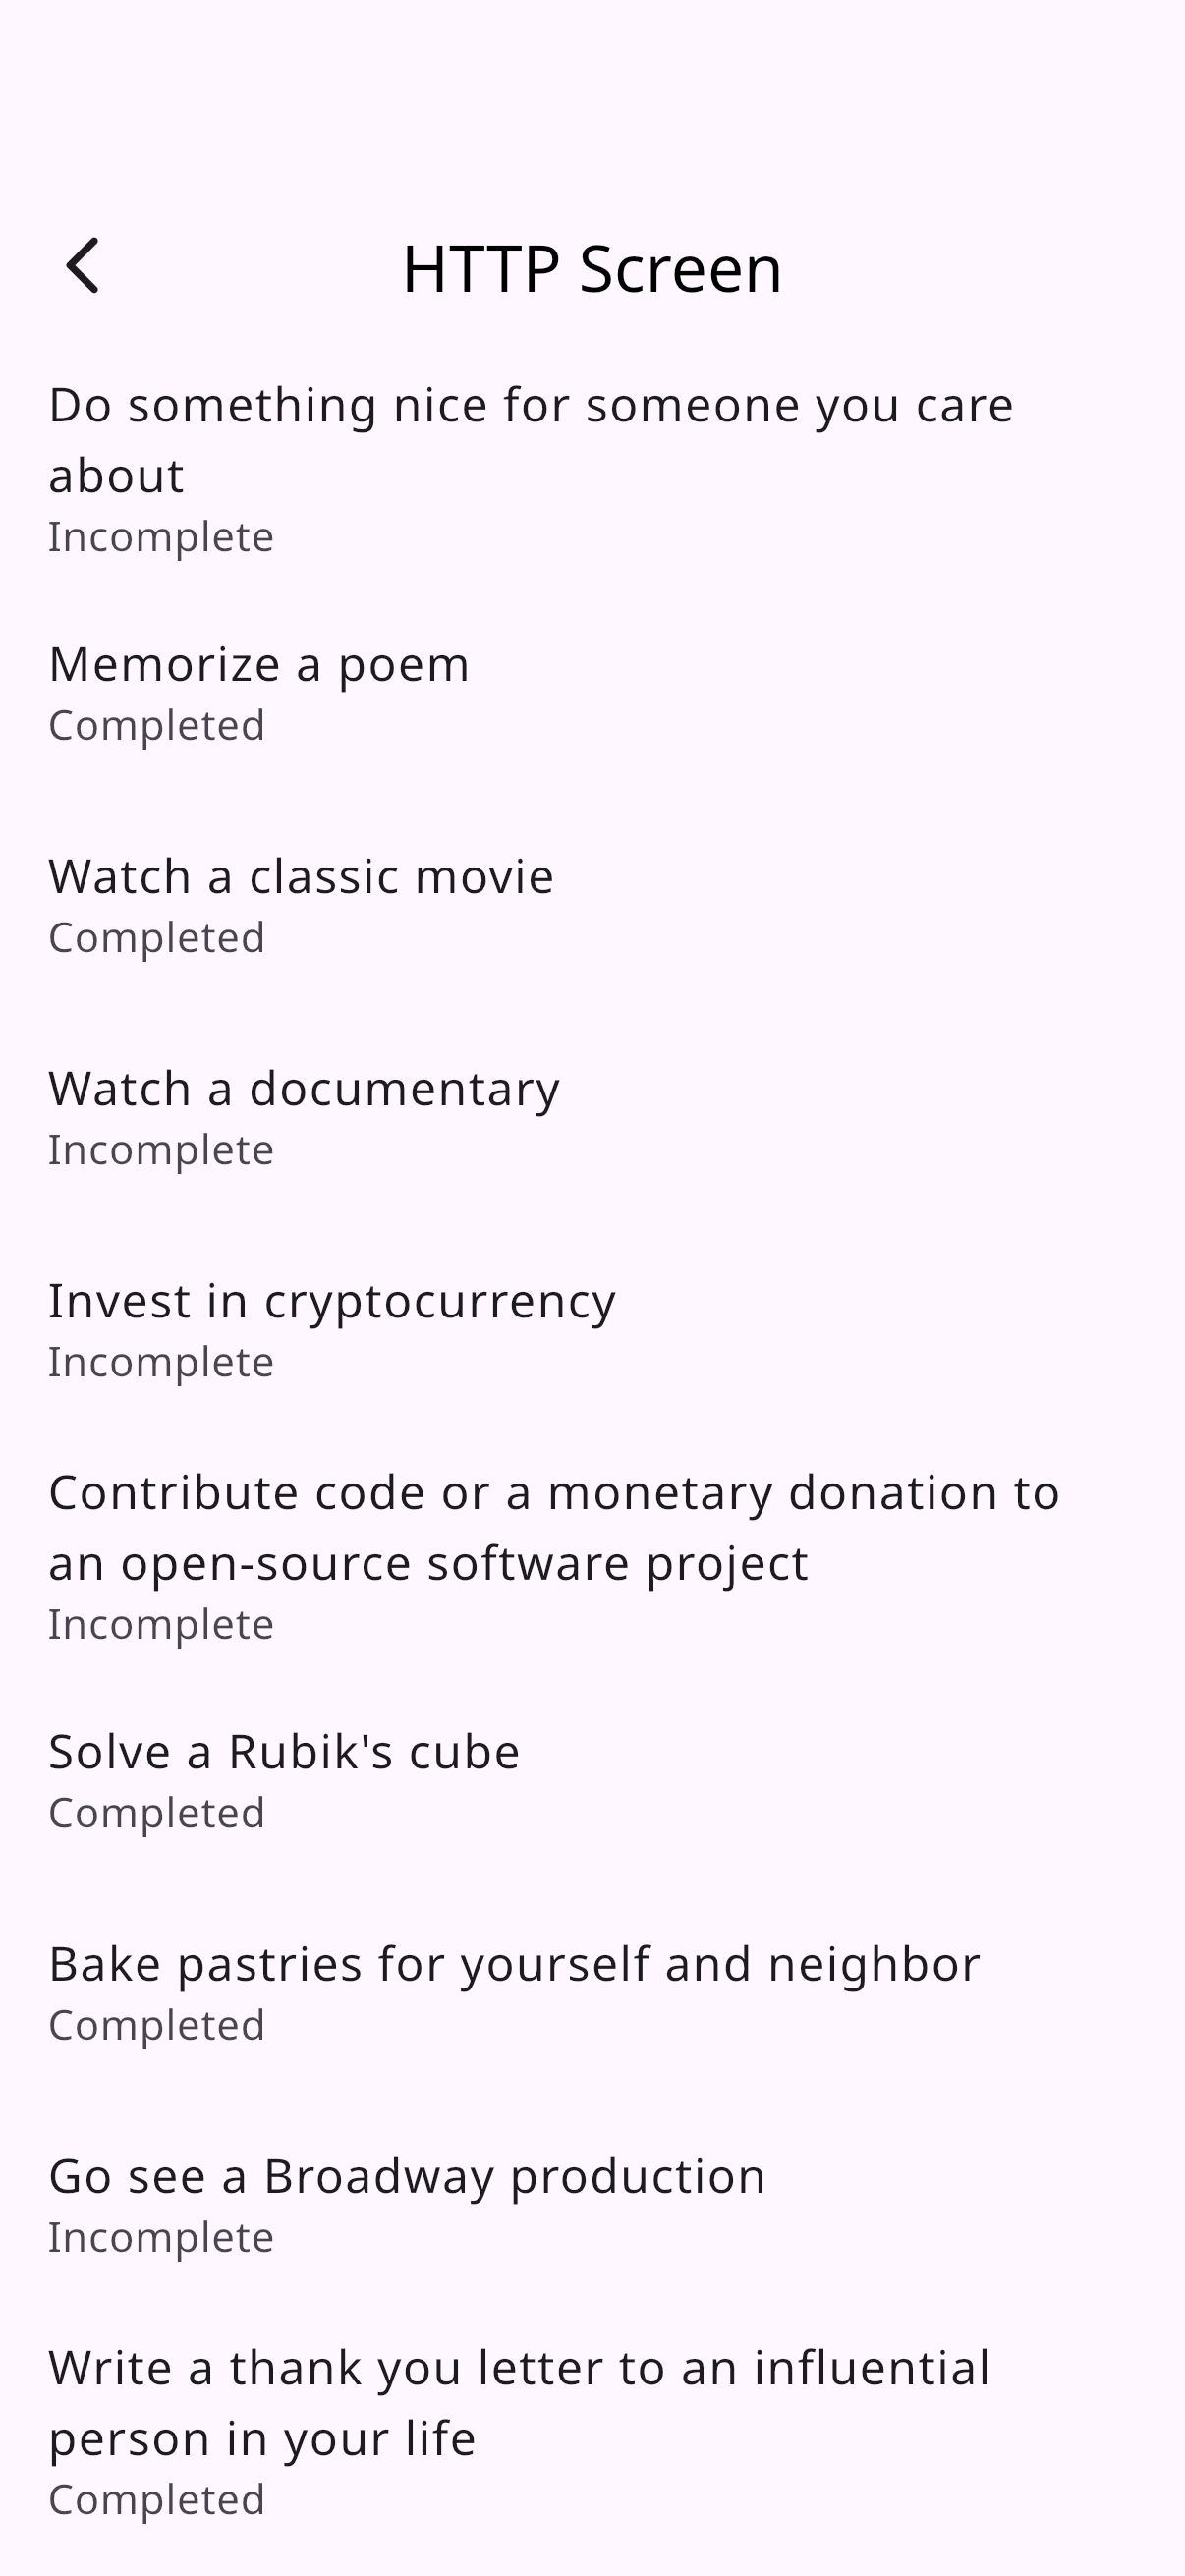 HTTP Screen
Do something nice for someone you care
about
Incomplete
Memorize a poem
Completed
Watch a classic movie
Completed
Watch a documentary
Incomplete
Invest in cryptocurrency
Incomplete
Contribute code or a monetary donation to
an open-source software project
Incomplete
Solve a Rubik's cube
Completed
Bake pastries for yourself and neighbor
Completed
Go see a Broadway production
Incomplete
Write a thank you letter to an influential
person in your life
Completed